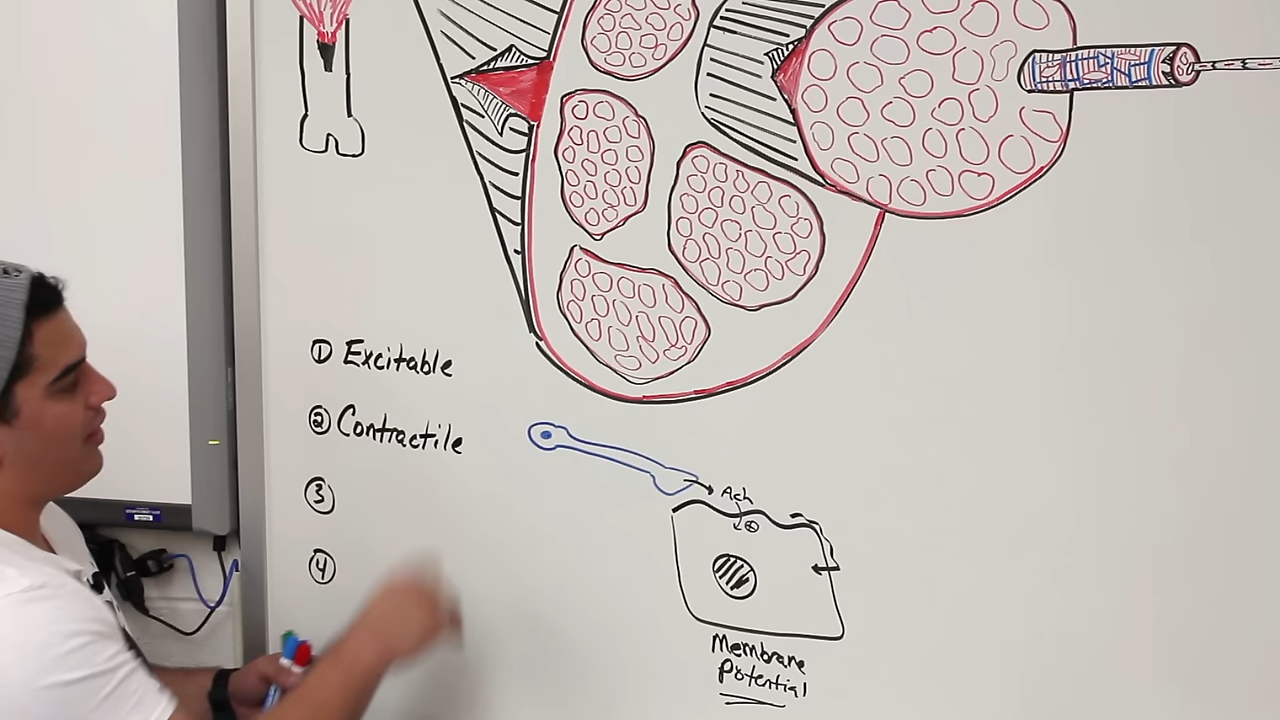 ① Excitable
② Contractile
③
④
Ach
⊕
Membrane
Potential